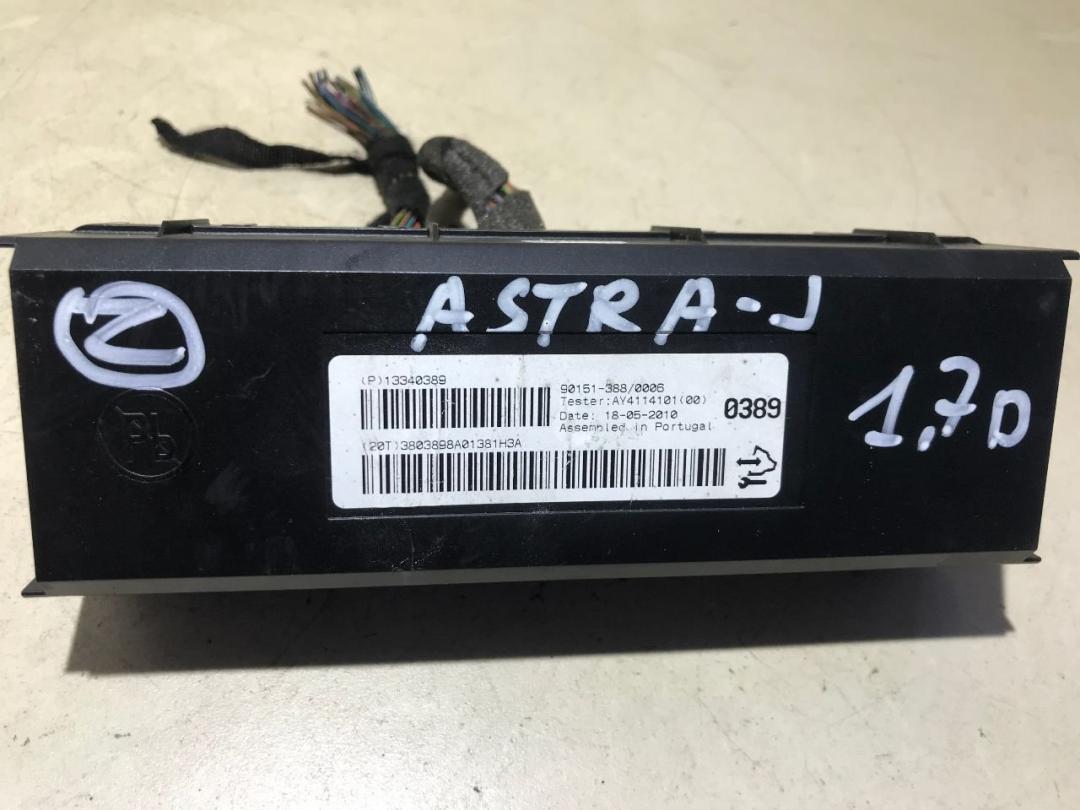 ASTRA-J
(P)13340389
90151-388/0006
Tester:AY4114101(00)
Date: 18-05-2010
Assembled in Portugal
0389
(20T)3803898A01381H3A
1,7D